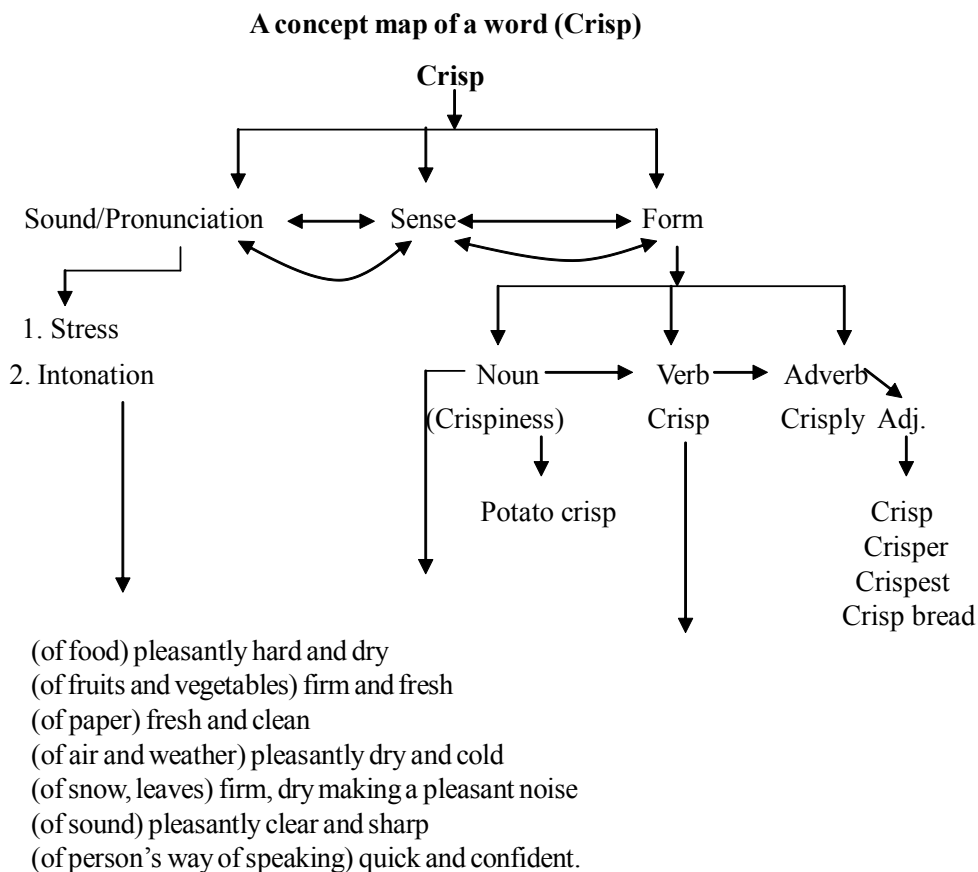 A concept map of a word (Crisp)
Crisp
Sound/Pronunciation Sense Form
1. Stress
2. Intonation
Noun Verb Adverb
(Crispiness) Crisp Crisply Adj.
Potato crisp
Crisp
Crisper
Crispest
Crisp bread
(of food) pleasantly hard and dry
(of fruits and vegetables) firm and fresh
(of paper) fresh and clean
(of air and weather) pleasantly dry and cold
(of snow, leaves) firm, dry making a pleasant noise
(of sound) pleasantly clear and sharp
(of person's way of speaking) quick and confident.